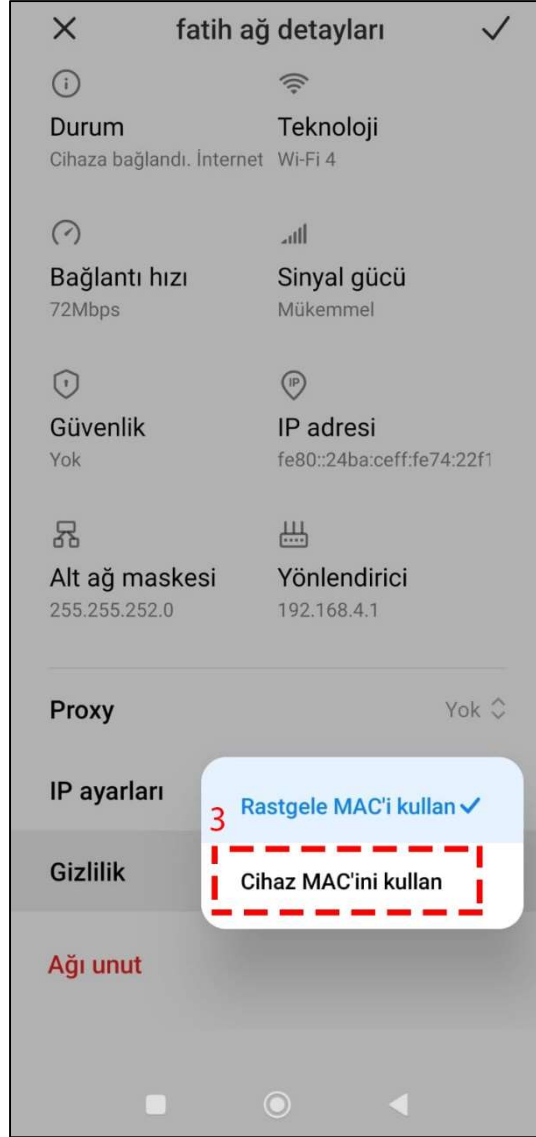 fatih ağ detayları
Durum Teknoloji
Cihaza bağlandı. İnternet Wi-Fi 4
Bağlantı hızı Sinyal gücü
72Mbps Mükemmel
IP
Güvenlik IP adresi
Yok fe80::24ba:ceff:fe74:22f1
Alt ağ maskesi Yönlendirici
255.255.252.0 192.168.4.1
Proxy Yok
IP ayarları
Rastgele MAC'i kullan
3
Gizlilik
Cihaz MAC'ini kullan
Ağı unut